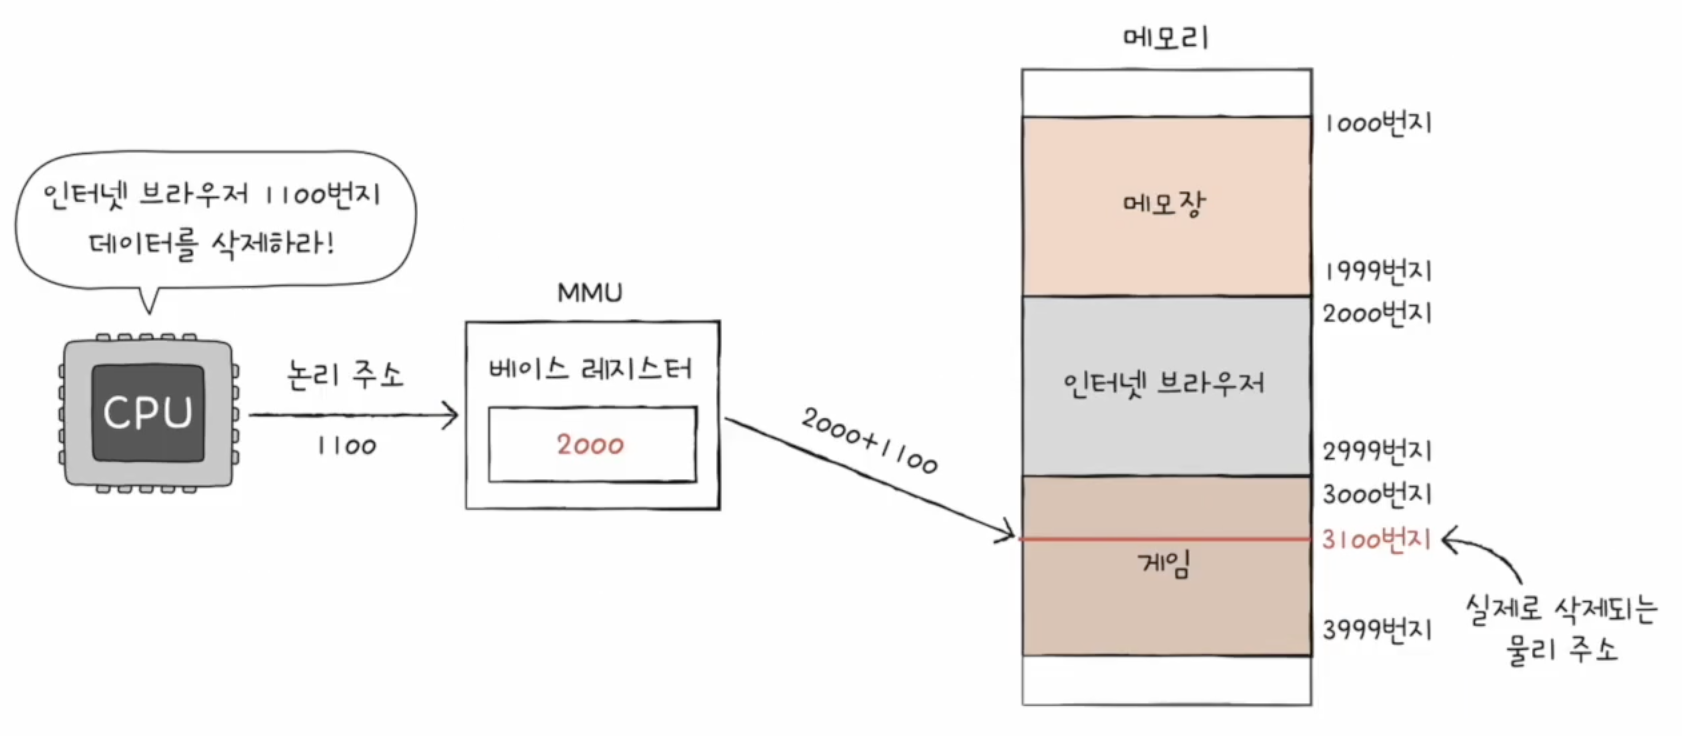 메모리
1000번지
인터넷 브라우저 1100번지
데이터를 삭제하라!
메모장
1999번지
MMU
2000번지
논리 주소
베이스 레지스터
인터넷 브라우저
CPU
1100
2000
2000+1100
2999번지
3000번지
3100번지
게임
실제로 삭제되는
물리 주소
3999번지